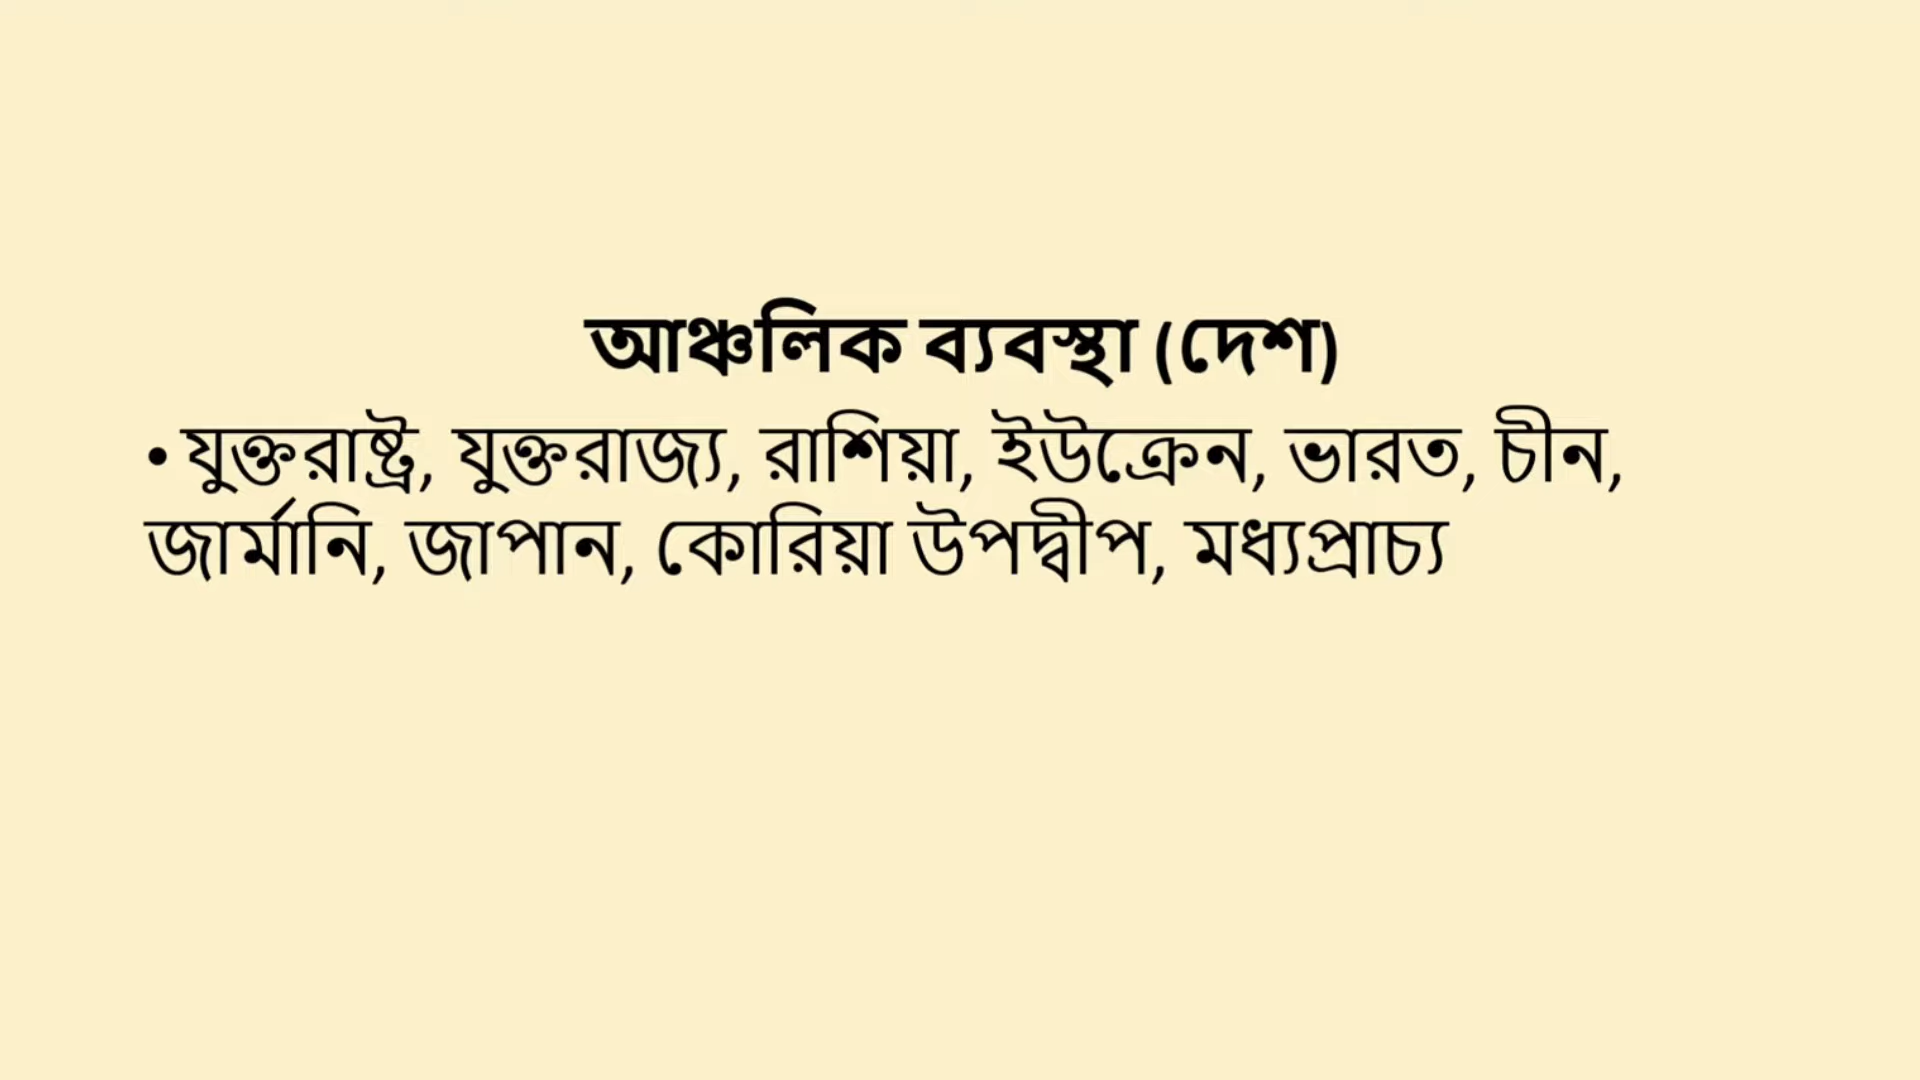 আঞ্চলিক ব্যবস্থা (দেশ)
• যুক্তরাষ্ট্র, যুক্তরাজ্য, রাশিয়া, ইউক্রেন, ভারত, চীন,
জার্মানি, জাপান, কোরিয়া উপদ্বীপ, মধ্যপ্রাচ্য